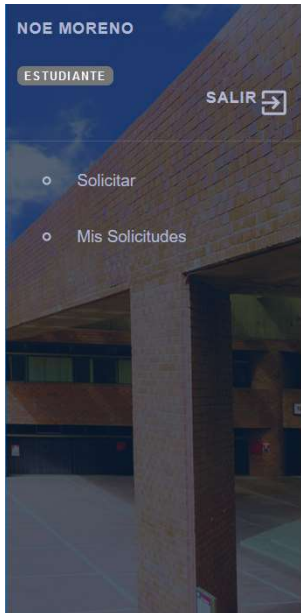 NOE MORENO
ESTUDIANTE
SALIR
Solicitar
Mis Solicitudes